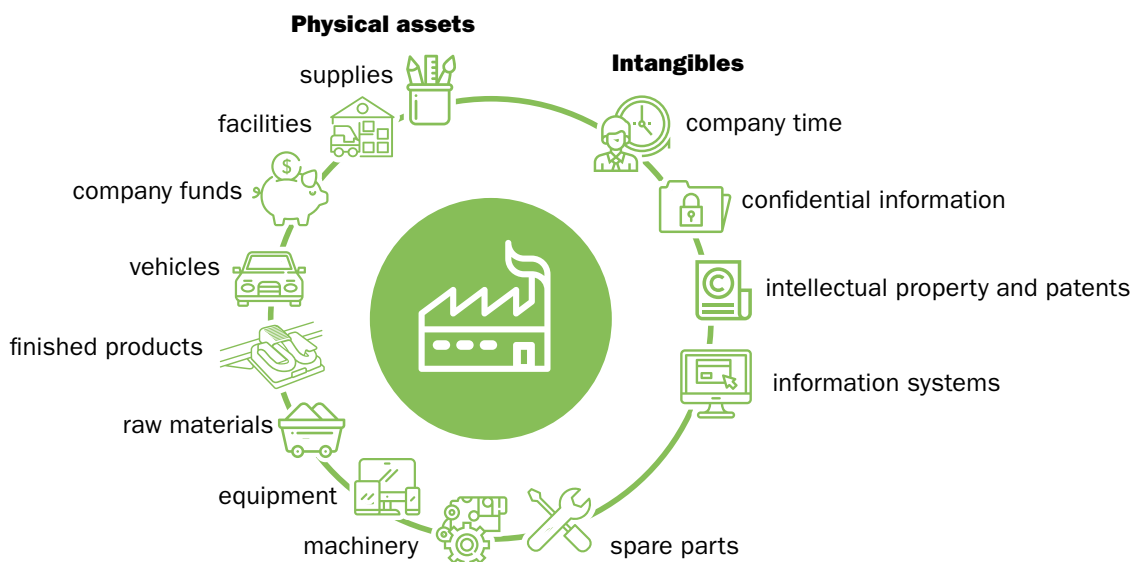 Physical assets
supplies
facilities
company funds
vehicles
finished products
raw materials
equipment
machinery
spare parts
Intangibles
company time
confidential information
intellectual property and patents
information systems
$
C